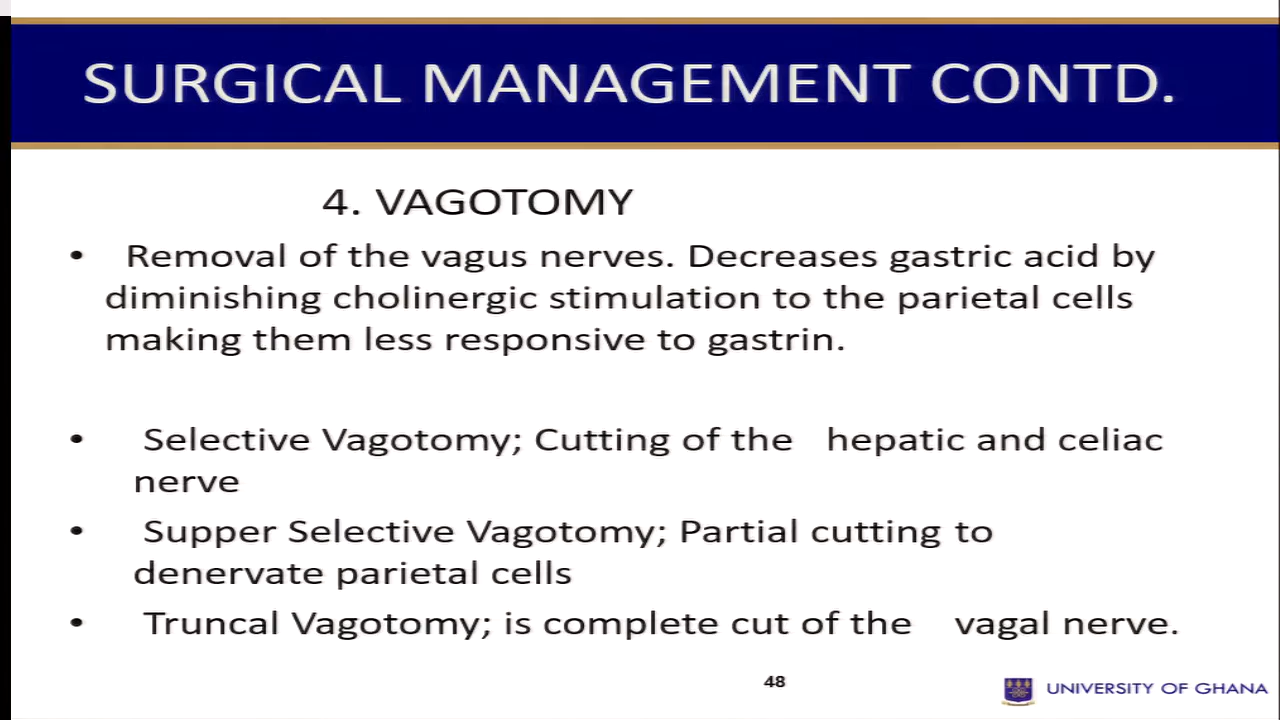 SURGICAL MANAGEMENT CONTD.
4. VAGOTOMY
• Removal of the vagus nerves. Decreases gastric acid by
diminishing cholinergic stimulation to the parietal cells
making them less responsive to gastrin.
• Selective Vagotomy; Cutting of the hepatic and celiac
nerve
• Supper Selective Vagotomy; Partial cutting to
denervate parietal cells
• Truncal Vagotomy; is complete cut of the vagal nerve.
48
UNIVERSITY OF GHANA